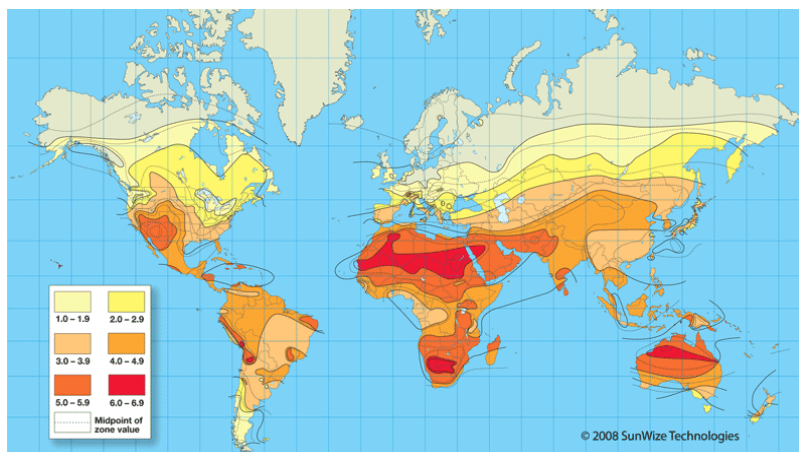 1.0 – 1.9 2.0 – 2.9
3.0 – 3.9 4.0 – 4.9
5.0 – 5.9 6.0 – 6.9
Midpoint of
zone value
© 2008 SunWize Technologies